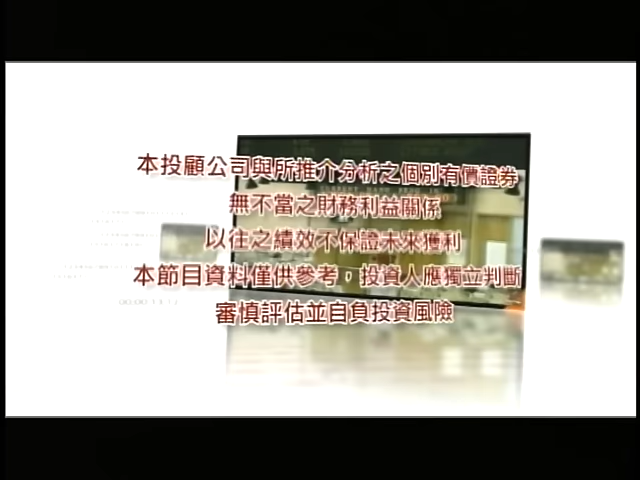 本投顧公司與所推介分析之個別有價證券
無不當之財務利益關係
以往之績效不保證未來獲利
本節目資料僅供參考，投資人應獨立判斷
審慎評估並自負投資風險